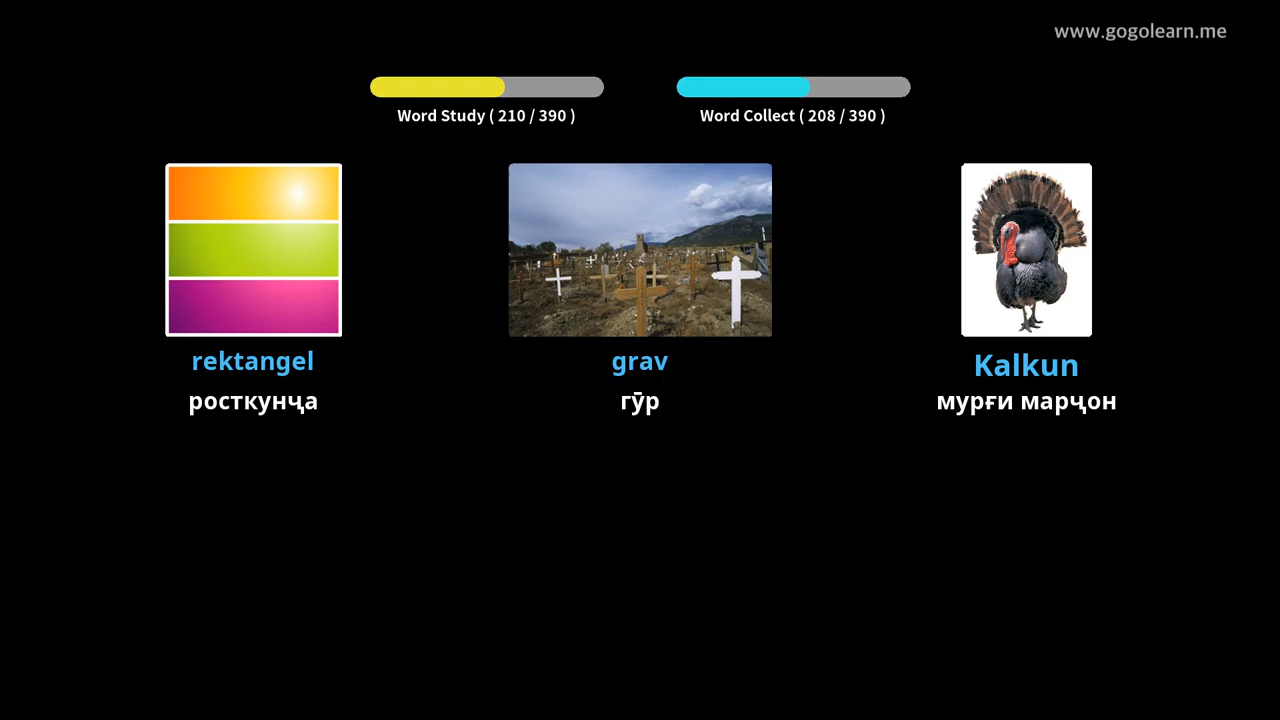 www.gogolearn.me
Word Study ( 210 / 390 )
Word Collect ( 208 / 390 )
rektangel
росткунҷа
grav
гӯр
Kalkun
мурғи марҷон